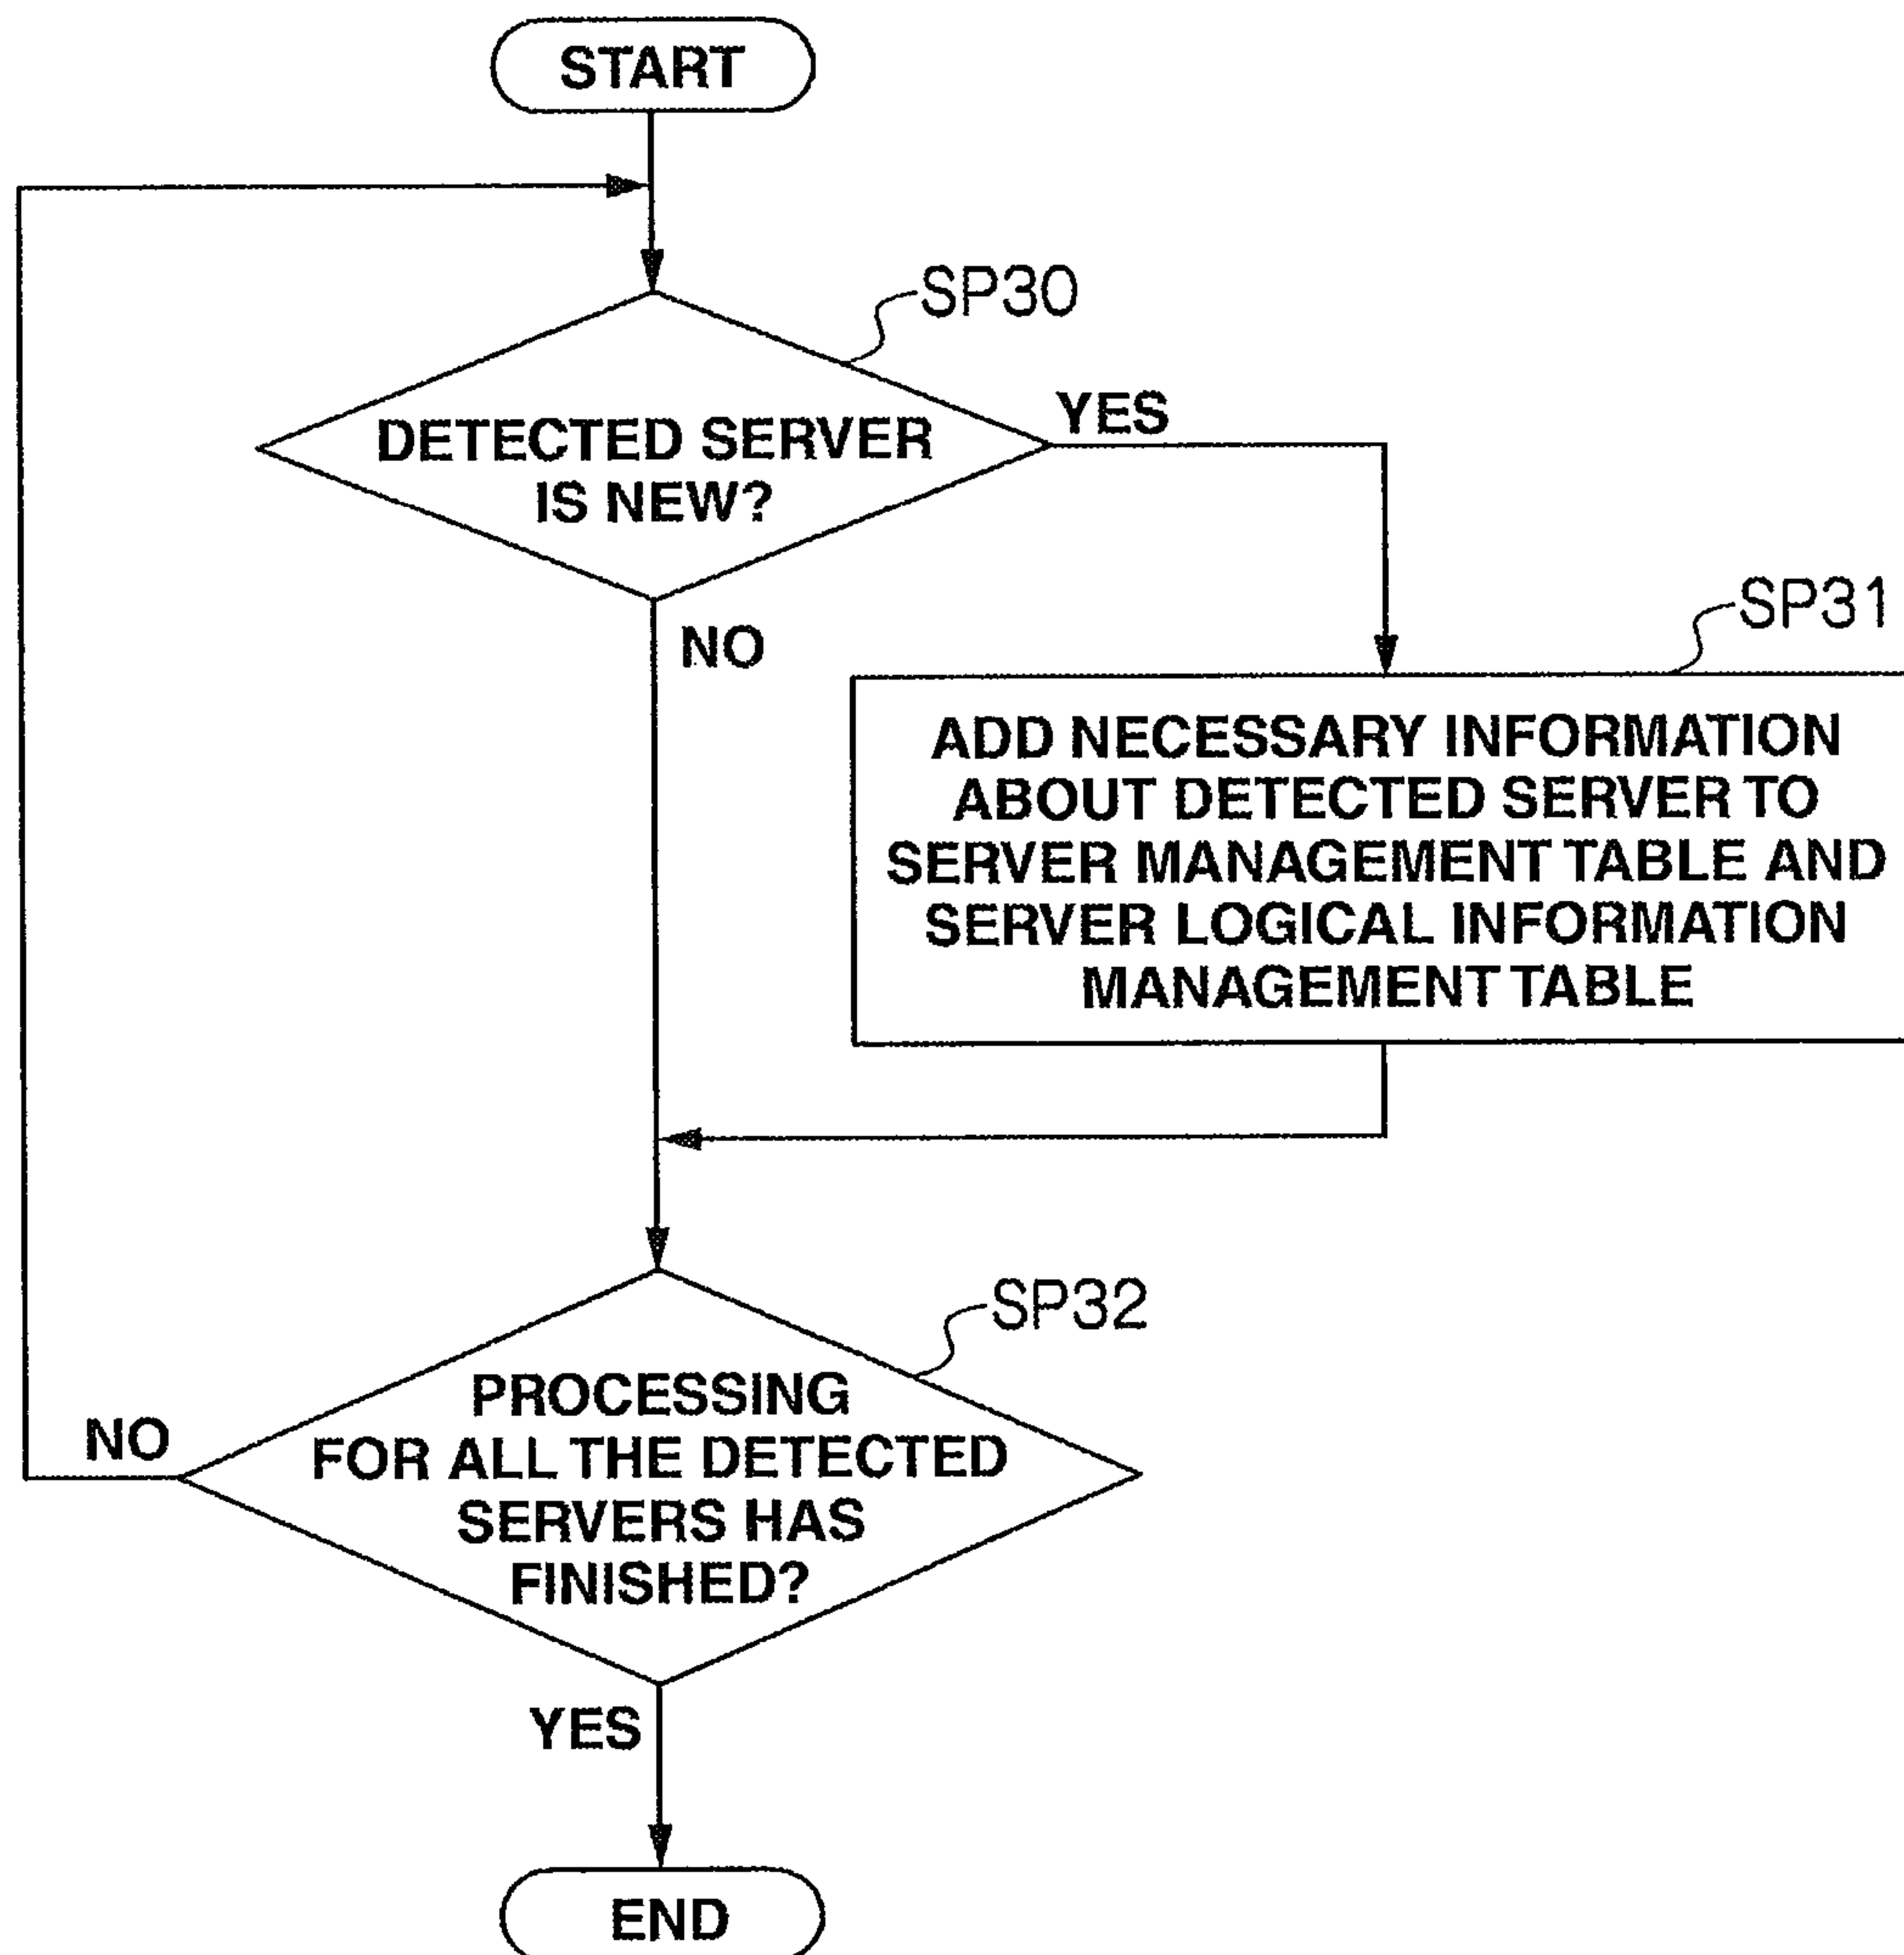 START
SP30
DETECTED SERVER
IS NEW?
YES
NO
SP31
ADD NECESSARY INFORMATION
ABOUT DETECTED SERVER TO
SERVER MANAGEMENT TABLE AND
SERVER LOGICAL INFORMATION
MANAGEMENT TABLE
SP32
PROCESSING
FOR ALL THE DETECTED
SERVERS HAS
FINISHED?
NO
YES
END